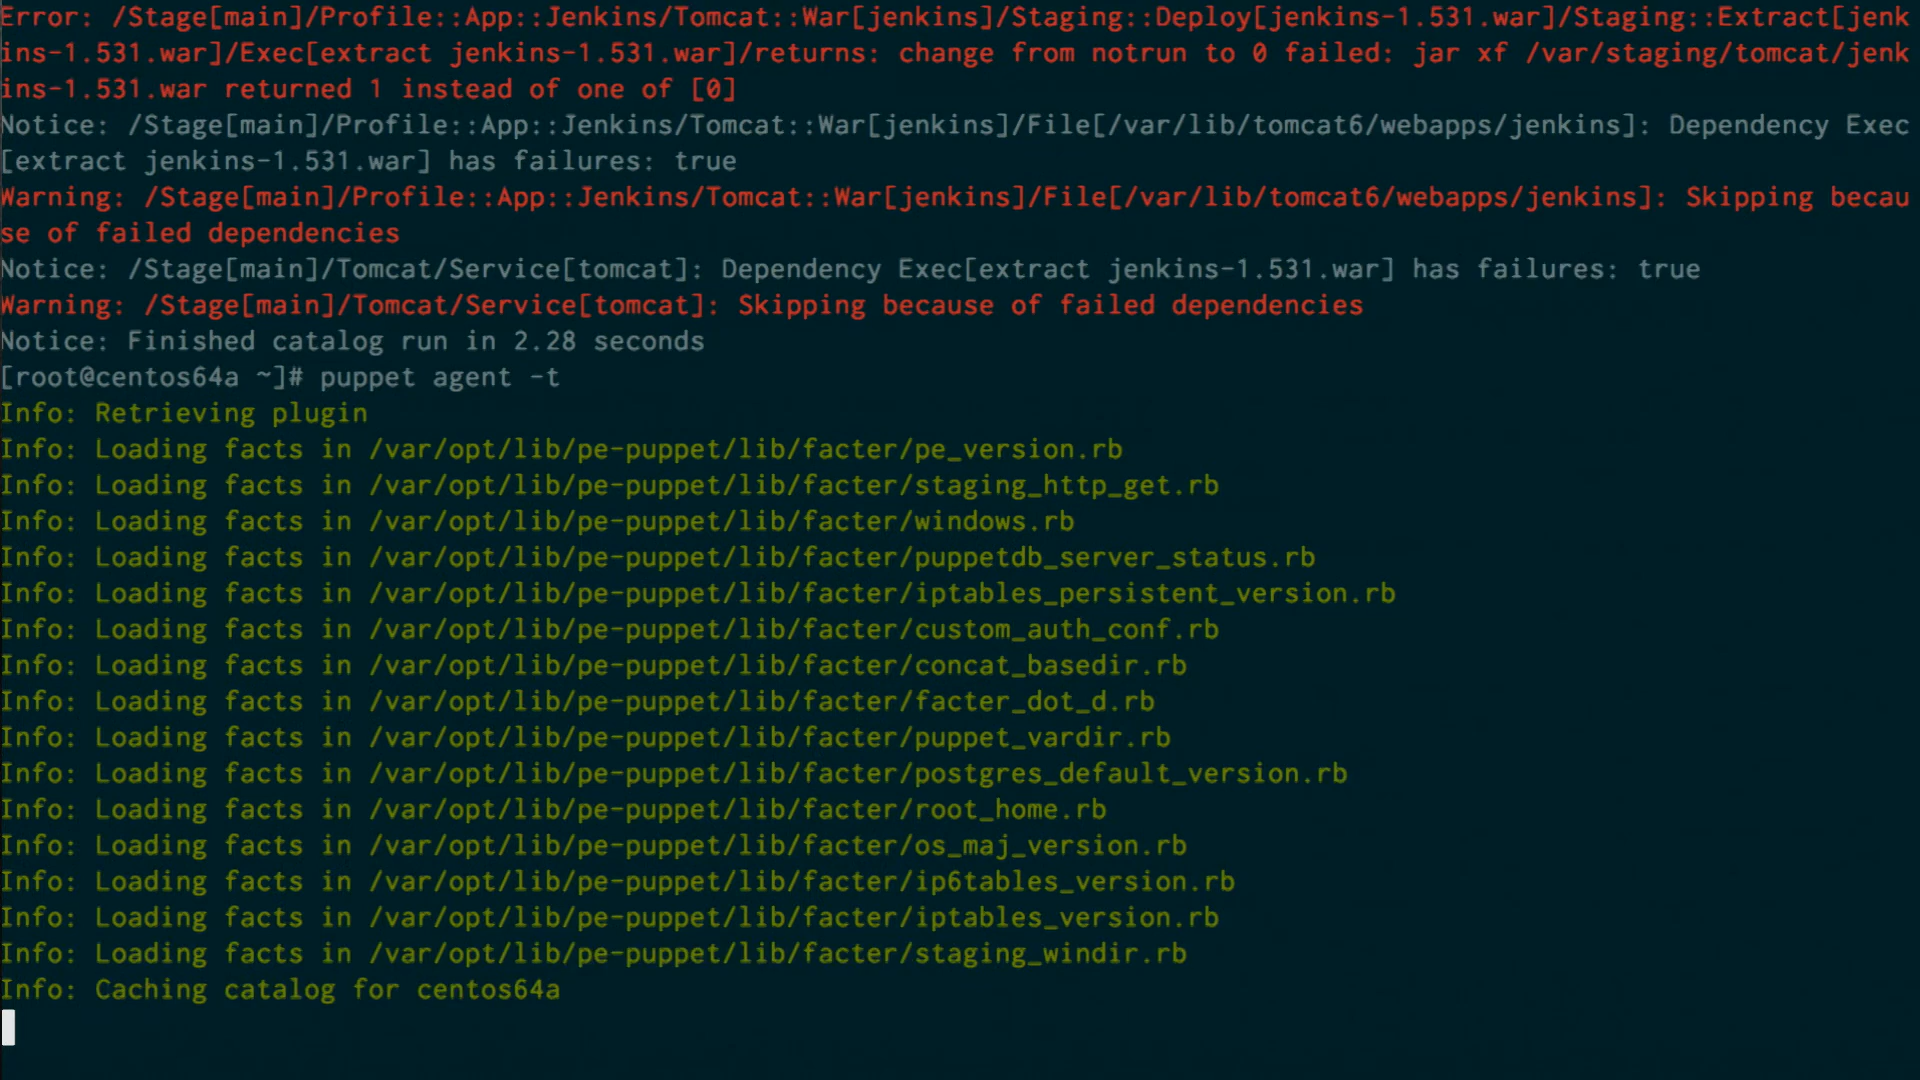 Error: /Stage[main]/Profile::App::Jenkins/Tomcat::War[jenkins]/Staging::Deploy[jenkins-1.531.war]/Staging::Extract[jenk
ins-1.531.war]/Exec[extract jenkins-1.531.war]/returns: change from notrun to 0 failed: jar xf /var/staging/tomcat/jenk
ins-1.531.war returned 1 instead of one of [0]
Notice: /Stage[main]/Profile::App::Jenkins/Tomcat::War[jenkins]/File[/var/lib/tomcat6/webapps/jenkins]: Dependency Exec
[extract jenkins-1.531.war] has failures: true
Warning: /Stage[main]/Profile::App::Jenkins/Tomcat::War[jenkins]/File[/var/lib/tomcat6/webapps/jenkins]: Skipping becau
se of failed dependencies
Notice: /Stage[main]/Tomcat/Service[tomcat]: Dependency Exec[extract jenkins-1.531.war] has failures: true
Warning: /Stage[main]/Tomcat/Service[tomcat]: Skipping because of failed dependencies
Notice: Finished catalog run in 2.28 seconds
[root@centos64a ~]# puppet agent -t
Info: Retrieving plugin
Info: Loading facts in /var/opt/lib/pe-puppet/lib/facter/pe_version.rb
Info: Loading facts in /var/opt/lib/pe-puppet/lib/facter/staging_http_get.rb
Info: Loading facts in /var/opt/lib/pe-puppet/lib/facter/windows.rb
Info: Loading facts in /var/opt/lib/pe-puppet/lib/facter/puppetdb_server_status.rb
Info: Loading facts in /var/opt/lib/pe-puppet/lib/facter/iptables_persistent_version.rb
Info: Loading facts in /var/opt/lib/pe-puppet/lib/facter/custom_auth_conf.rb
Info: Loading facts in /var/opt/lib/pe-puppet/lib/facter/concat_basedir.rb
Info: Loading facts in /var/opt/lib/pe-puppet/lib/facter/facter_dot_d.rb
Info: Loading facts in /var/opt/lib/pe-puppet/lib/facter/puppet_vardir.rb
Info: Loading facts in /var/opt/lib/pe-puppet/lib/facter/postgres_default_version.rb
Info: Loading facts in /var/opt/lib/pe-puppet/lib/facter/root_home.rb
Info: Loading facts in /var/opt/lib/pe-puppet/lib/facter/os_maj_version.rb
Info: Loading facts in /var/opt/lib/pe-puppet/lib/facter/ip6tables_version.rb
Info: Loading facts in /var/opt/lib/pe-puppet/lib/facter/iptables_version.rb
Info: Loading facts in /var/opt/lib/pe-puppet/lib/facter/staging_windir.rb
Info: Caching catalog for centos64a